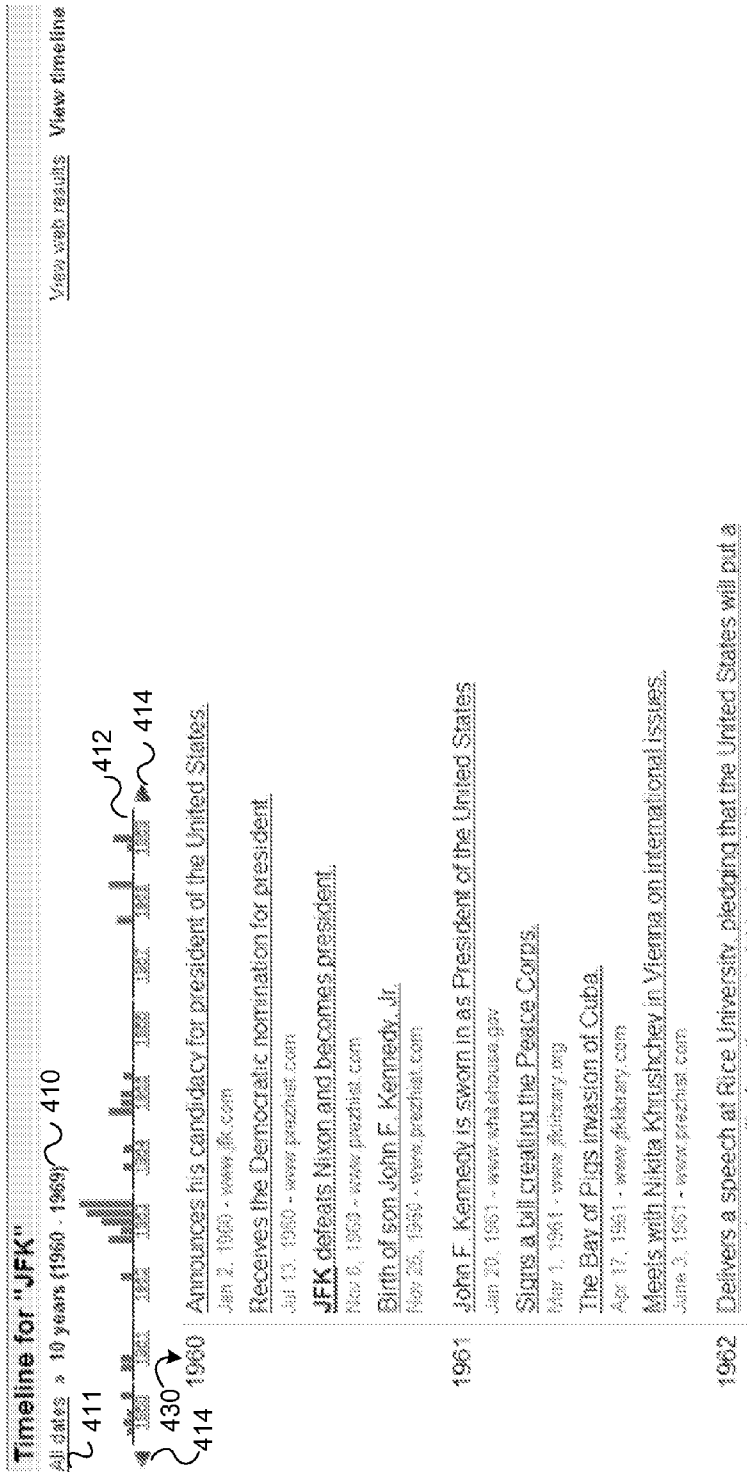 Timeline for "JFK"
All dates » 10 years (1960 - 1969) 410
View web results View timeline
411
412
414
414
430
1960
Announces his candidacy for president of the United States.
Jan 2, 1960 - www.jfk.com
Receives the Democratic nomination for president.
Jul 13, 1960 - www.prezhist.com
JFK defeats Nixon and becomes president.
Nov 8, 1960 - www.prezhist.com
Birth of son John F. Kennedy, Jr.
Nov 25, 1960 - www.prezhist.com
1961
John F. Kennedy is sworn in as President of the United States
Jan 20, 1961 - www.whitehouse.gov
Signs a bill creating the Peace Corps.
Mar 1, 1961 - www.jfklibrary.org
The Bay of Pigs invasion of Cuba.
Apr 17, 1961 - www.jfklibrary.com
Meets with Nikita Khrushchev in Vienna on international issues.
June 3, 1961 - www.prezhist.com
1962
Delivers a speech at Rice University, pledging that the United States will put a